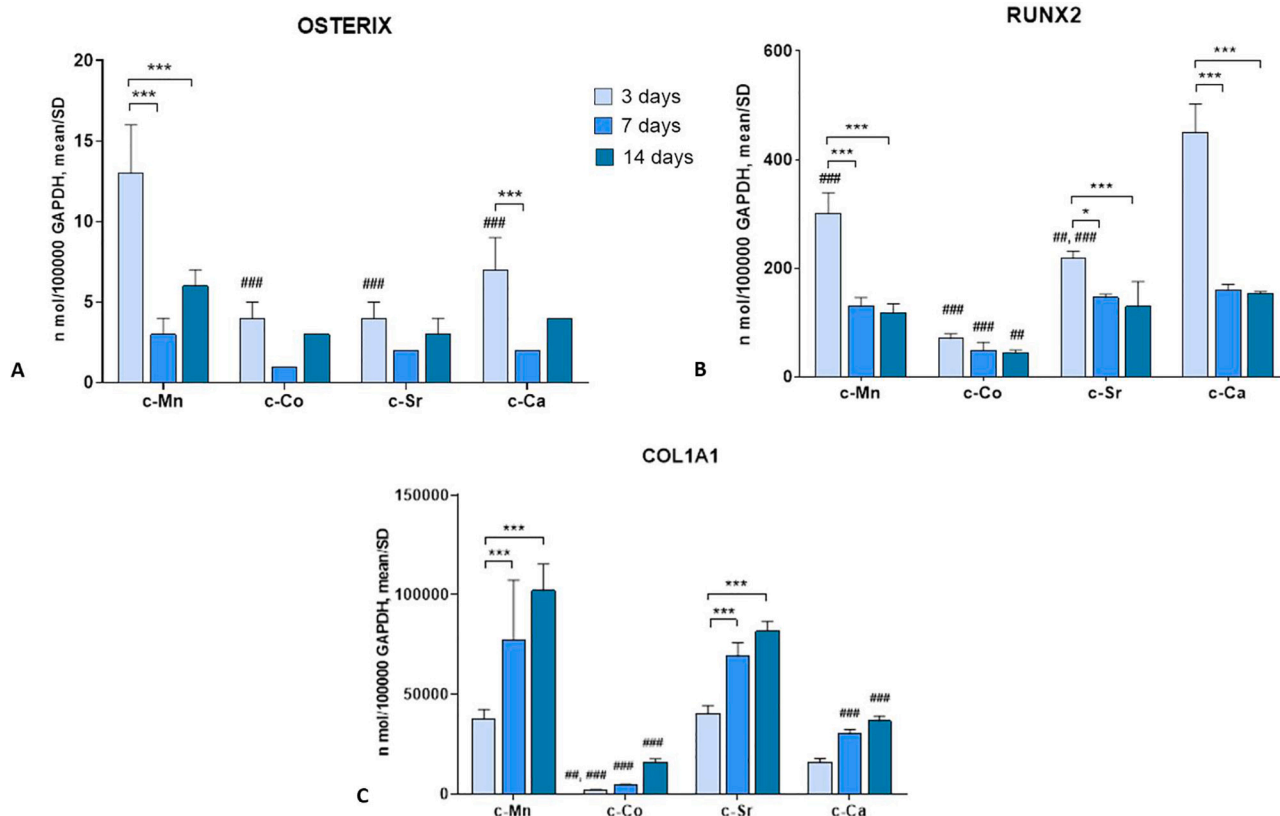 OSTERIX
n mol/100000 GAPDH, mean/SD
20
15
10
5
0
***
***
###
###
###
***
c-Mn
c-Co
c-Sr
c-Ca
A
3 days
7 days
14 days
RUNX2
n mol/100000 GAPDH, mean/SD
600
400
200
0
***
***
###
###
###
##
***
*
##, ###
***
***
c-Mn
c-Co
c-Sr
c-Ca
B
COL1A1
n mol/100000 GAPDH, mean/SD
150000
100000
50000
0
***
***
##, ###
###
###
***
***
###
###
c-Mn
c-Co
c-Sr
c-Ca
C